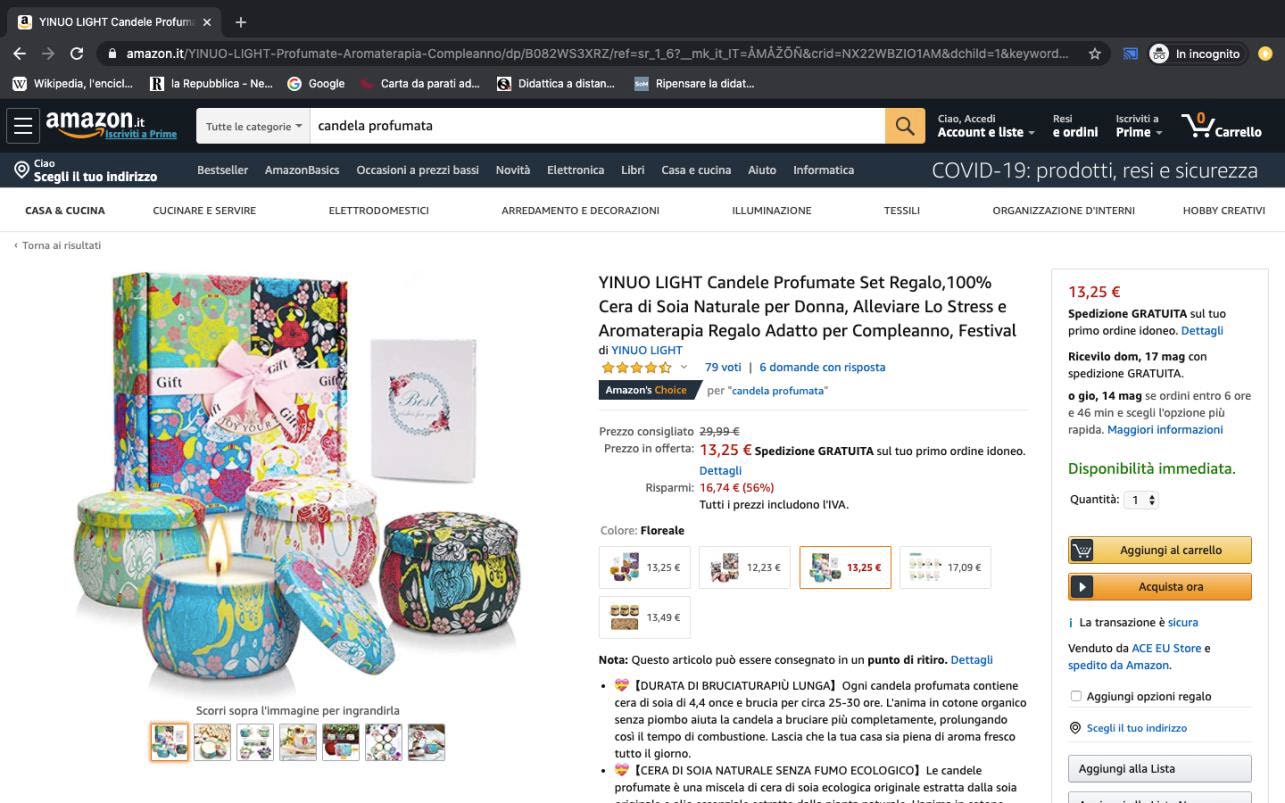 YINUO LIGHT Candele Profum
amazon.it/YINUO-LIGHT-Profumate-Aromaterapia-Compleanno/dp/B082WS3XRZ/ref=sr_1_6?__mk_it_IT=ÅMÅŽÕÑ&crid=NX22WBZIO1AM&dchild=1&keyword...
In incognito
Wikipedia, l'encicl...
la Repubblica - Ne...
Google
Carta da parati ad...
Didattica a distan...
Ripensare la didat...
amazon.it
Iscriviti a Prime
Tutte le categorie
candela profumata
Ciao, Accedi
Account e liste
Resi
e ordini
Iscriviti a
Prime
0
Carrello
Ciao
Scegli il tuo indirizzo
Bestseller AmazonBasics Occasioni a prezzi bassi Novità Elettronica Libri Casa e cucina Aiuto Informatica
COVID-19: prodotti, resi e sicurezza
CASA & CUCINA CUCINARE E SERVIRE ELETTRODOMESTICI ARREDAMENTO E DECORAZIONI ILLUMINAZIONE TESSILI ORGANIZZAZIONE D'INTERNI HOBBY CREATIVI
‹ Torna ai risultati
Gift
Gift
Gift
Best
Scorri sopra l'immagine per ingrandirla
YINUO LIGHT Candele Profumate Set Regalo,100%
Cera di Soia Naturale per Donna, Alleviare Lo Stress e
Aromaterapia Regalo Adatto per Compleanno, Festival
di YINUO LIGHT
79 voti | 6 domande con risposta
Amazon's Choice per "candela profumata"
Prezzo consigliato 29,99 €
Prezzo in offerta: 13,25 € Spedizione GRATUITA sul tuo primo ordine idoneo.
Dettagli
Risparmi: 16,74 € (56%)
Tutti i prezzi includono l'IVA.
Colore: Floreale
13,25 €
12,23 €
13,25 €
17,09 €
13,49 €
Nota: Questo articolo può essere consegnato in un punto di ritiro. Dettagli
• 💝【DURATA DI BRUCIATURAPIÙ LUNGA】Ogni candela profumata contiene
cera di soia di 4,4 once e brucia per circa 25-30 ore. L'anima in cotone organico
senza piombo aiuta la candela a bruciare più completamente, prolungando
così il tempo di combustione. Lascia che la tua casa sia piena di aroma fresco
tutto il giorno.
• 💝【CERA DI SOIA NATURALE SENZA FUMO ECOLOGICO】Le candele
profumate è una miscela di cera di soia ecologica originale estratta dalla soia
13,25 €
Spedizione GRATUITA sul tuo
primo ordine idoneo. Dettagli
Ricevilo dom, 17 mag con
spedizione GRATUITA.
o gio, 14 mag se ordini entro 6 ore
e 46 min e scegli l'opzione più
rapida. Maggiori informazioni
Disponibilità immediata.
Quantità: 1
Aggiungi al carrello
Acquista ora
La transazione è sicura
Venduto da ACE EU Store e
spedito da Amazon.
Aggiungi opzioni regalo
Scegli il tuo indirizzo
Aggiungi alla Lista